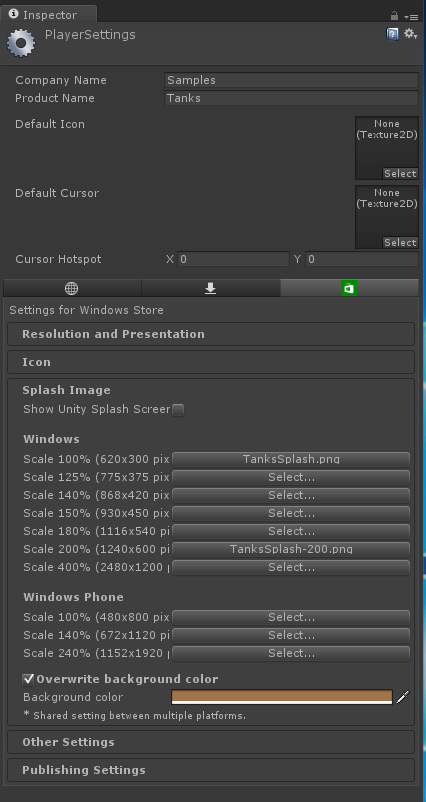 Inspector
PlayerSettings
Company Name Samples
Product Name Tanks
Default Icon
None
(Texture2D)
Select
Default Cursor
None
(Texture2D)
Select
Cursor Hotspot X 0 Y 0
Settings for Windows Store
Resolution and Presentation
Icon
Splash Image
Show Unity Splash Screen
Windows
Scale 100% (620x300 pix TanksSplash.png
Scale 125% (775x375 pix Select...
Scale 140% (868x420 pix Select...
Scale 150% (930x450 pix Select...
Scale 180% (1116x540 pi Select...
Scale 200% (1240x600 pi TanksSplash-200.png
Scale 400% (2480x1200 p Select...
Windows Phone
Scale 100% (480x800 pix Select...
Scale 140% (672x1120 pi Select...
Scale 240% (1152x1920 p Select...
Overwrite background color
Background color
* Shared setting between multiple platforms.
Other Settings
Publishing Settings